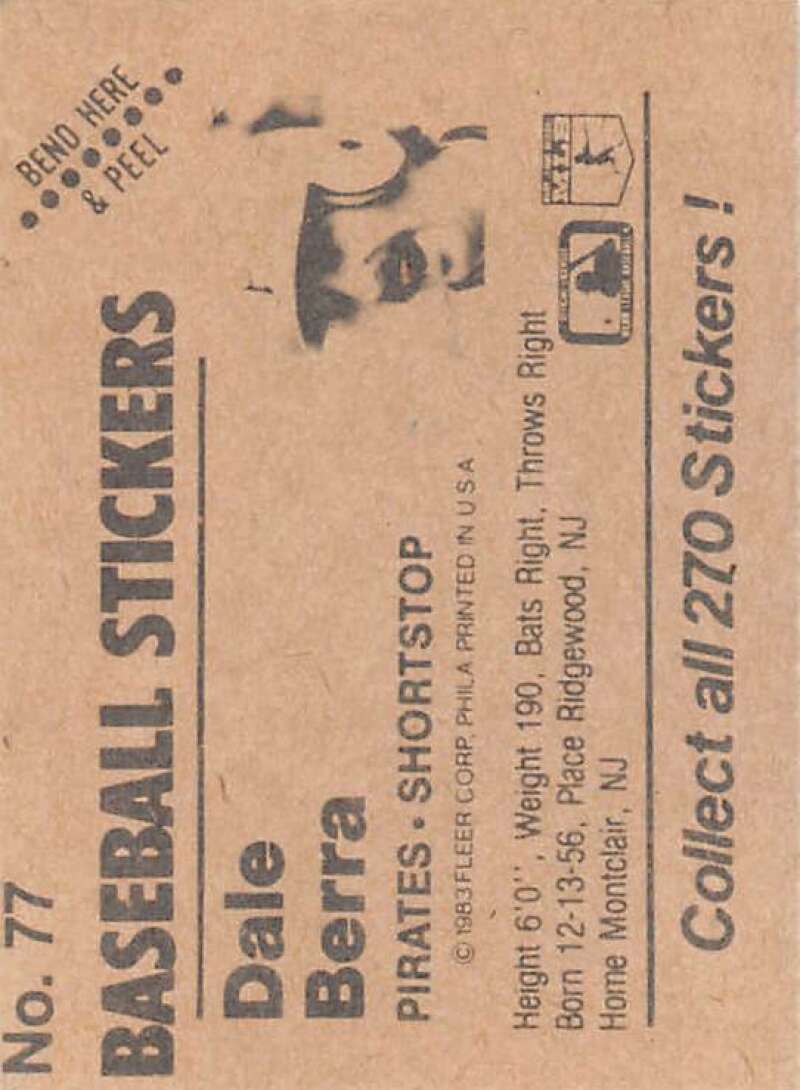 No. 77
BEND HERE
& PEEL
BASEBALL STICKERS
Dale
Berra
PIRATES • SHORTSTOP
© 1983 FLEER CORP. PHILA PRINTED IN U S A
Height 6'0'', Weight 190, Bats Right, Throws Right
Born 12-13-56, Place Ridgewood, NJ
Home Montclair, NJ
Collect all 270 Stickers!